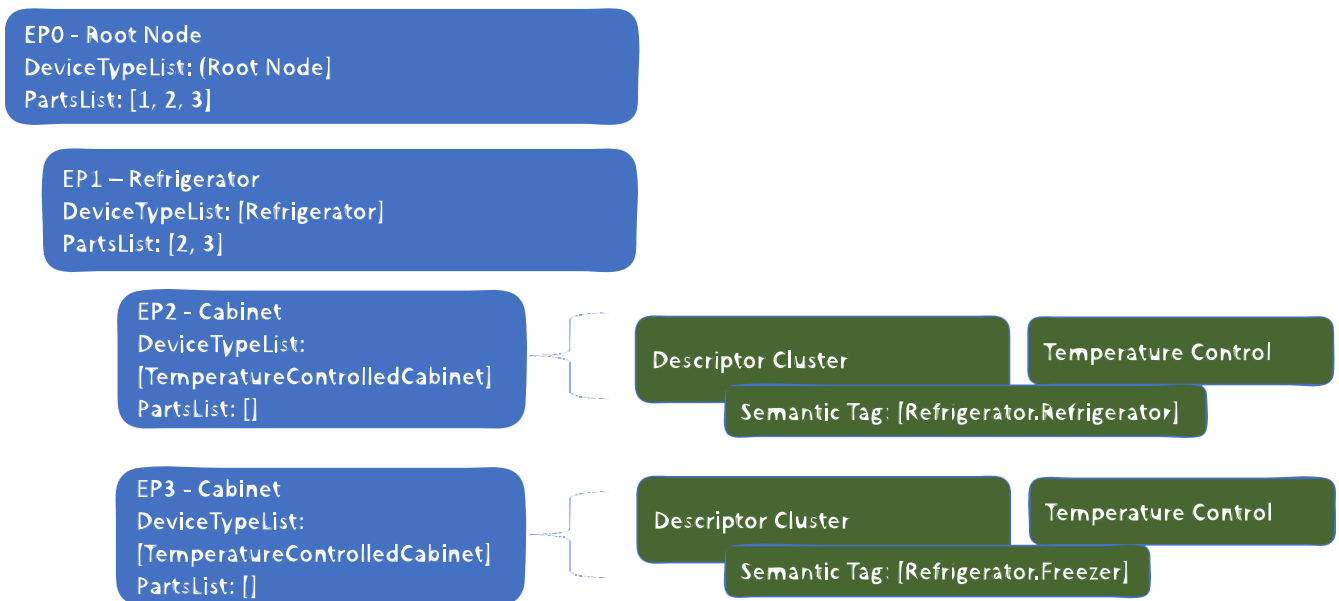 EP0 - Root Node
DeviceTypeList: (Root Node]
PartsList: [1, 2, 3]
EP1 – Refrigerator
DeviceTypeList: [Refrigerator]
PartsList: [2, 3]
EP2 - Cabinet
DeviceTypeList:
[TemperatureControlledCabinet]
PartsList: []
Descriptor Cluster
Temperature Control
Semantic Tag: [Refrigerator.Refrigerator]
EP3 - Cabinet
DeviceTypeList:
[TemperatureControlledCabinet]
PartsList: []
Descriptor Cluster
Temperature Control
Semantic Tag: [Refrigerator.Freezer]